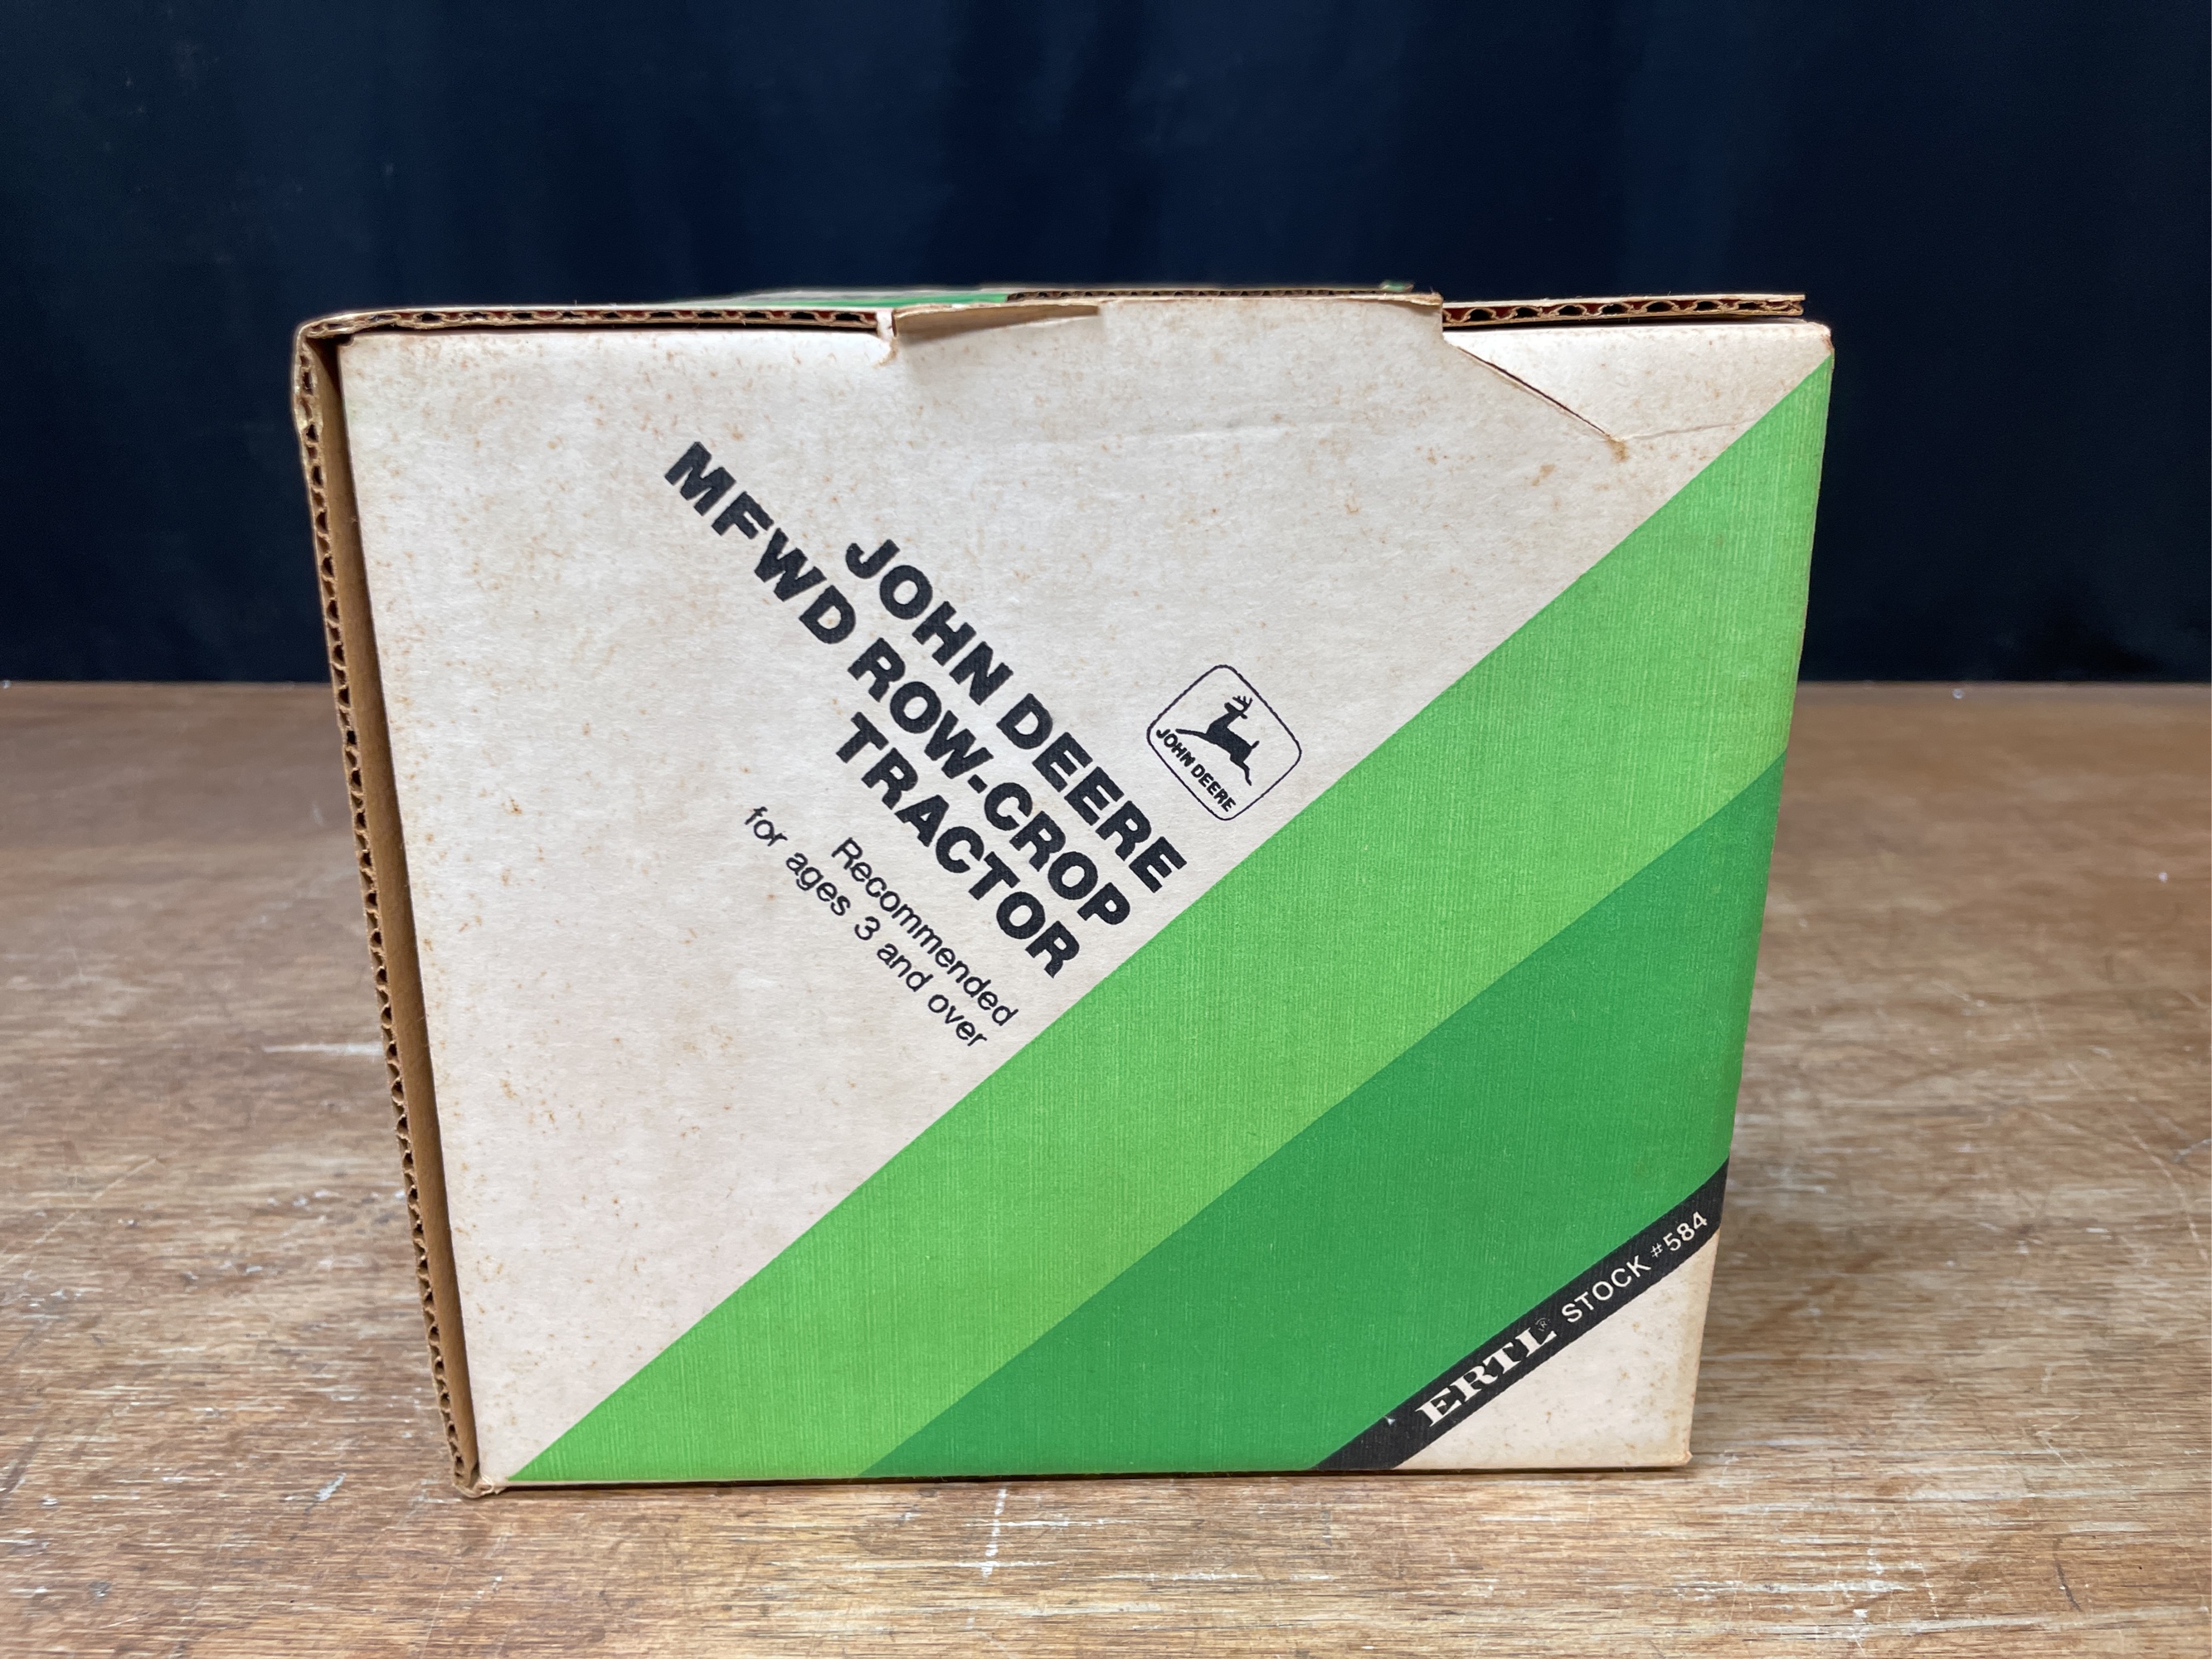 JOHN DEERE
JOHN DEERE
MFWD ROW-CROP
TRACTOR
Recommended
for ages 3 and over
ERTL® STOCK #584